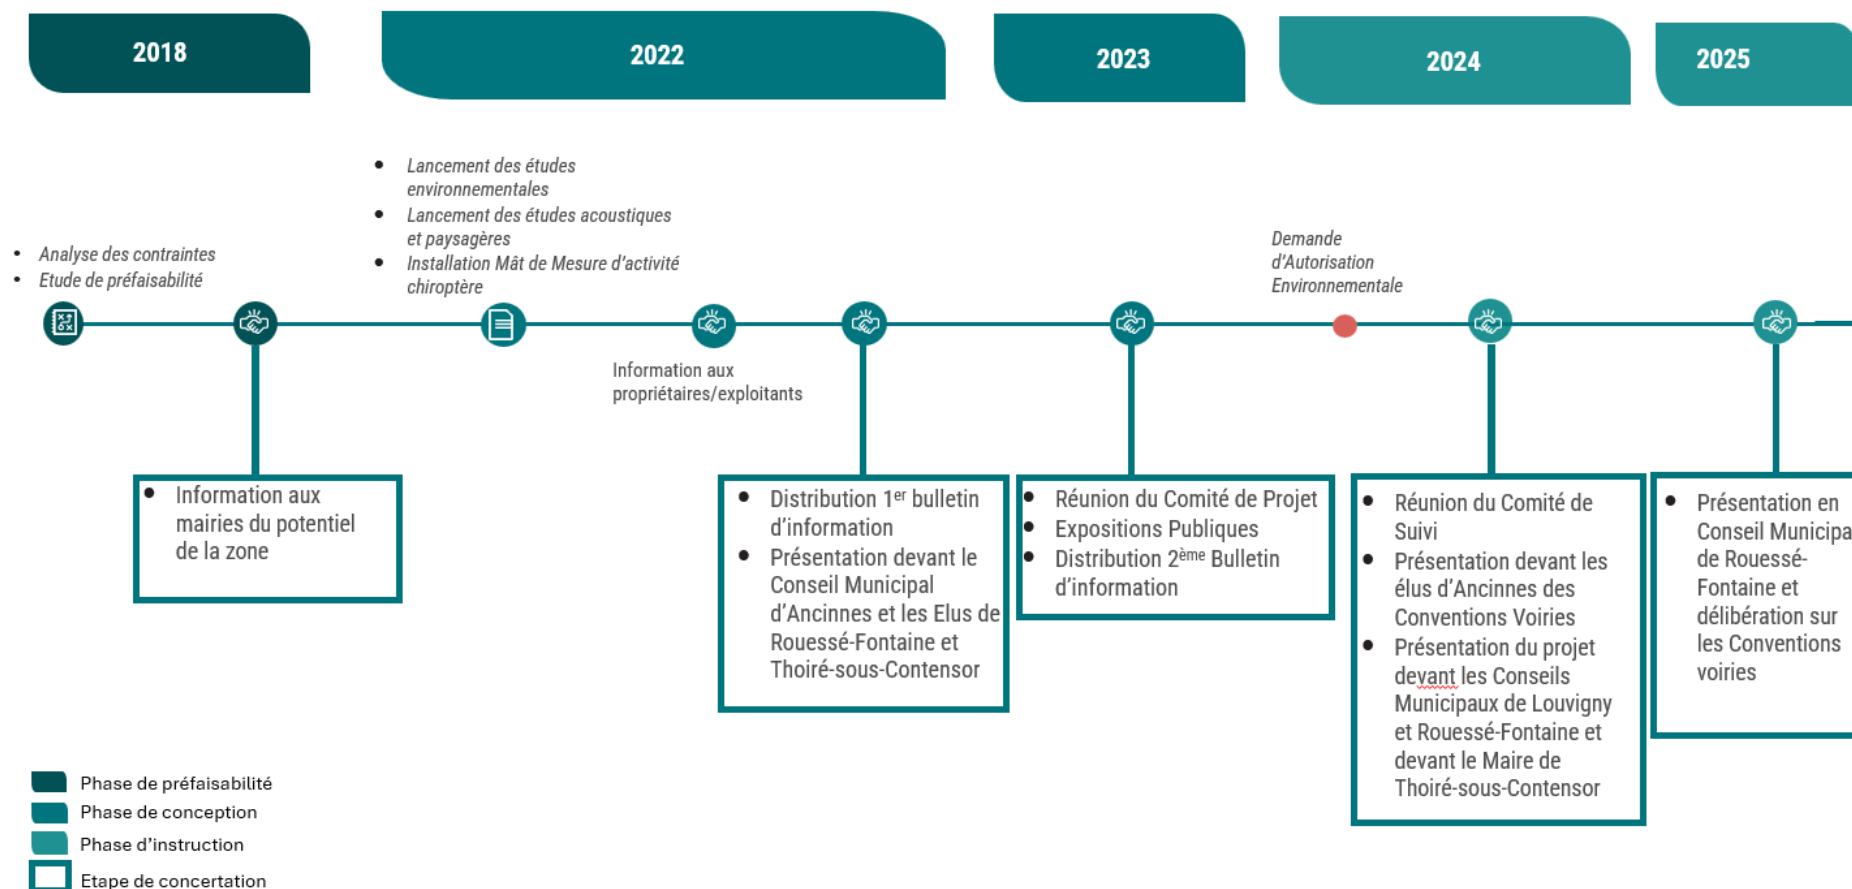 2018
2022
2023
2024
2025
Lancement des études
environnementales
Lancement des études acoustiques
et paysagères
Installation Mât de Mesure d'activité
chiroptère
Analyse des contraintes
Etude de préfaisabilité
Demande
d'Autorisation
Environnementale
Information aux
propriétaires/exploitants
Information aux
mairies du potentiel
de la zone
Distribution 1er bulletin
d'information
Présentation devant le
Conseil Municipal
d'Ancinnes et les Elus de
Rouessé-Fontaine et
Thoiré-sous-Contensor
Réunion du Comité de Projet
Expositions Publiques
Distribution 2ème Bulletin
d'information
Réunion du Comité de
Suivi
Présentation devant les
élus d'Ancinnes des
Conventions Voiries
Présentation du projet
devant les Conseils
Municipaux de Louvigny
et Rouessé-Fontaine et
devant le Maire de
Thoiré-sous-Contensor
Présentation en
Conseil Municipa
de Rouessé-
Fontaine et
délibération sur
les Conventions
voiries
Phase de préfaisabilité
Phase de conception
Phase d'instruction
Etape de concertation